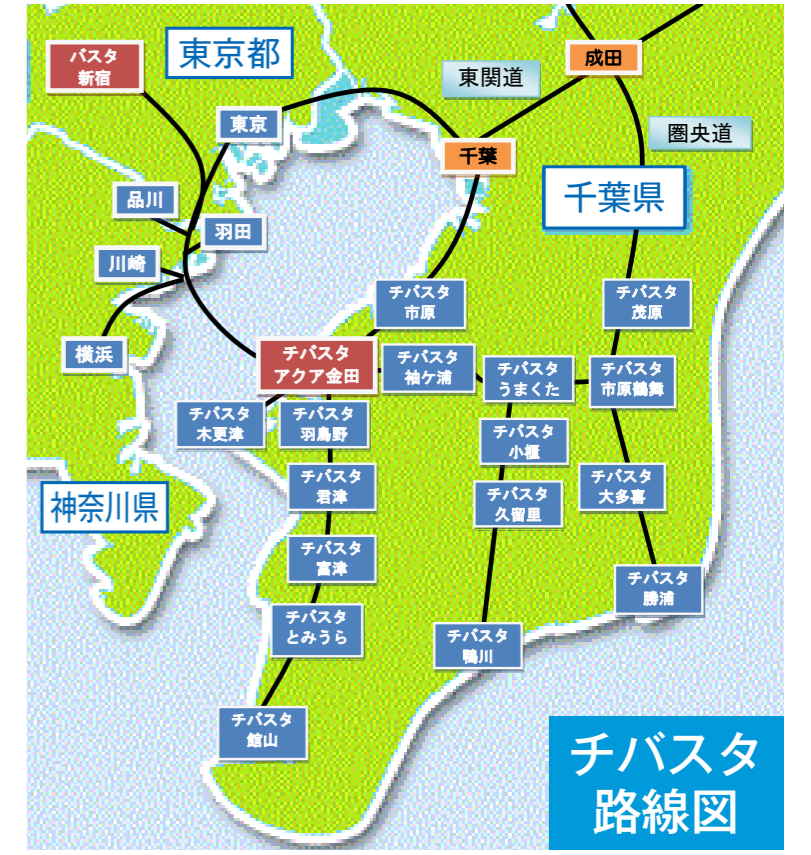 バスタ
新宿
東京都
成田
東関道
東京
圏央道
千葉
千葉県
品川
羽田
川崎
チバスタ
市原
チバスタ
茂原
横浜
チバスタ
アクア金田
チバスタ
袖ケ浦
チバスタ
うまくた
チバスタ
市原鶴舞
チバスタ
木更津
チバスタ
羽鳥野
チバスタ
小櫃
チバスタ
君津
チバスタ
久留里
チバスタ
大多喜
神奈川県
チバスタ
富津
チバスタ
勝浦
チバスタ
とみうら
チバスタ
鴨川
チバスタ
館山
チバスタ
路線図